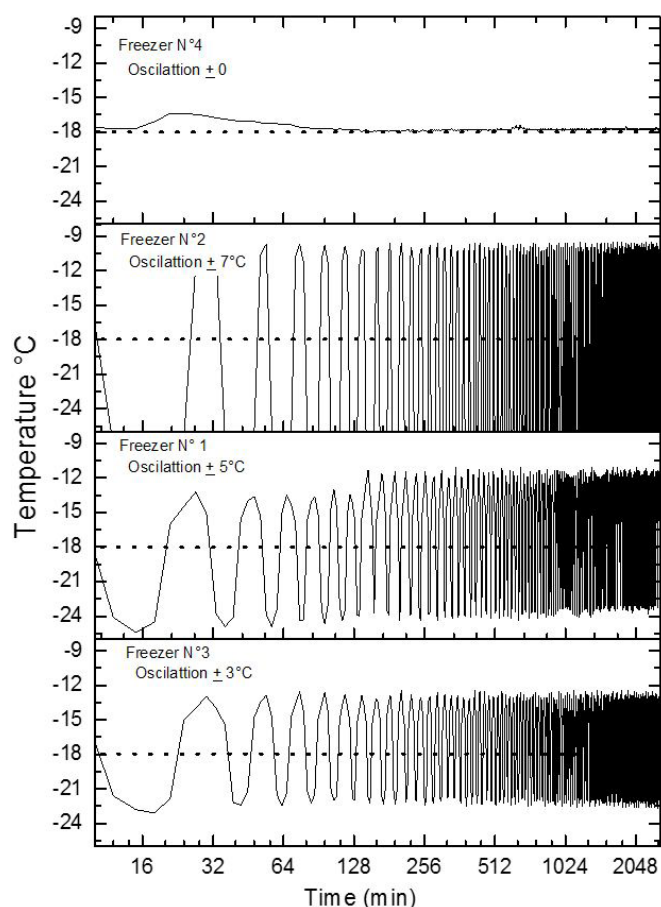 -9
-12
-15
-18
-21
-24
Freezer N°4
Oscilattion ± 0
-9
-12
-15
-18
-21
-24
Freezer N°2
Oscilattion ± 7°C
-9
-12
-15
-18
-21
-24
Freezer N° 1
Oscilattion ± 5°C
-9
-12
-15
-18
-21
-24
Freezer N°3
Oscilattion ± 3°C
Temperature °C
16 32 64 128 256 512 1024 2048
Time (min)